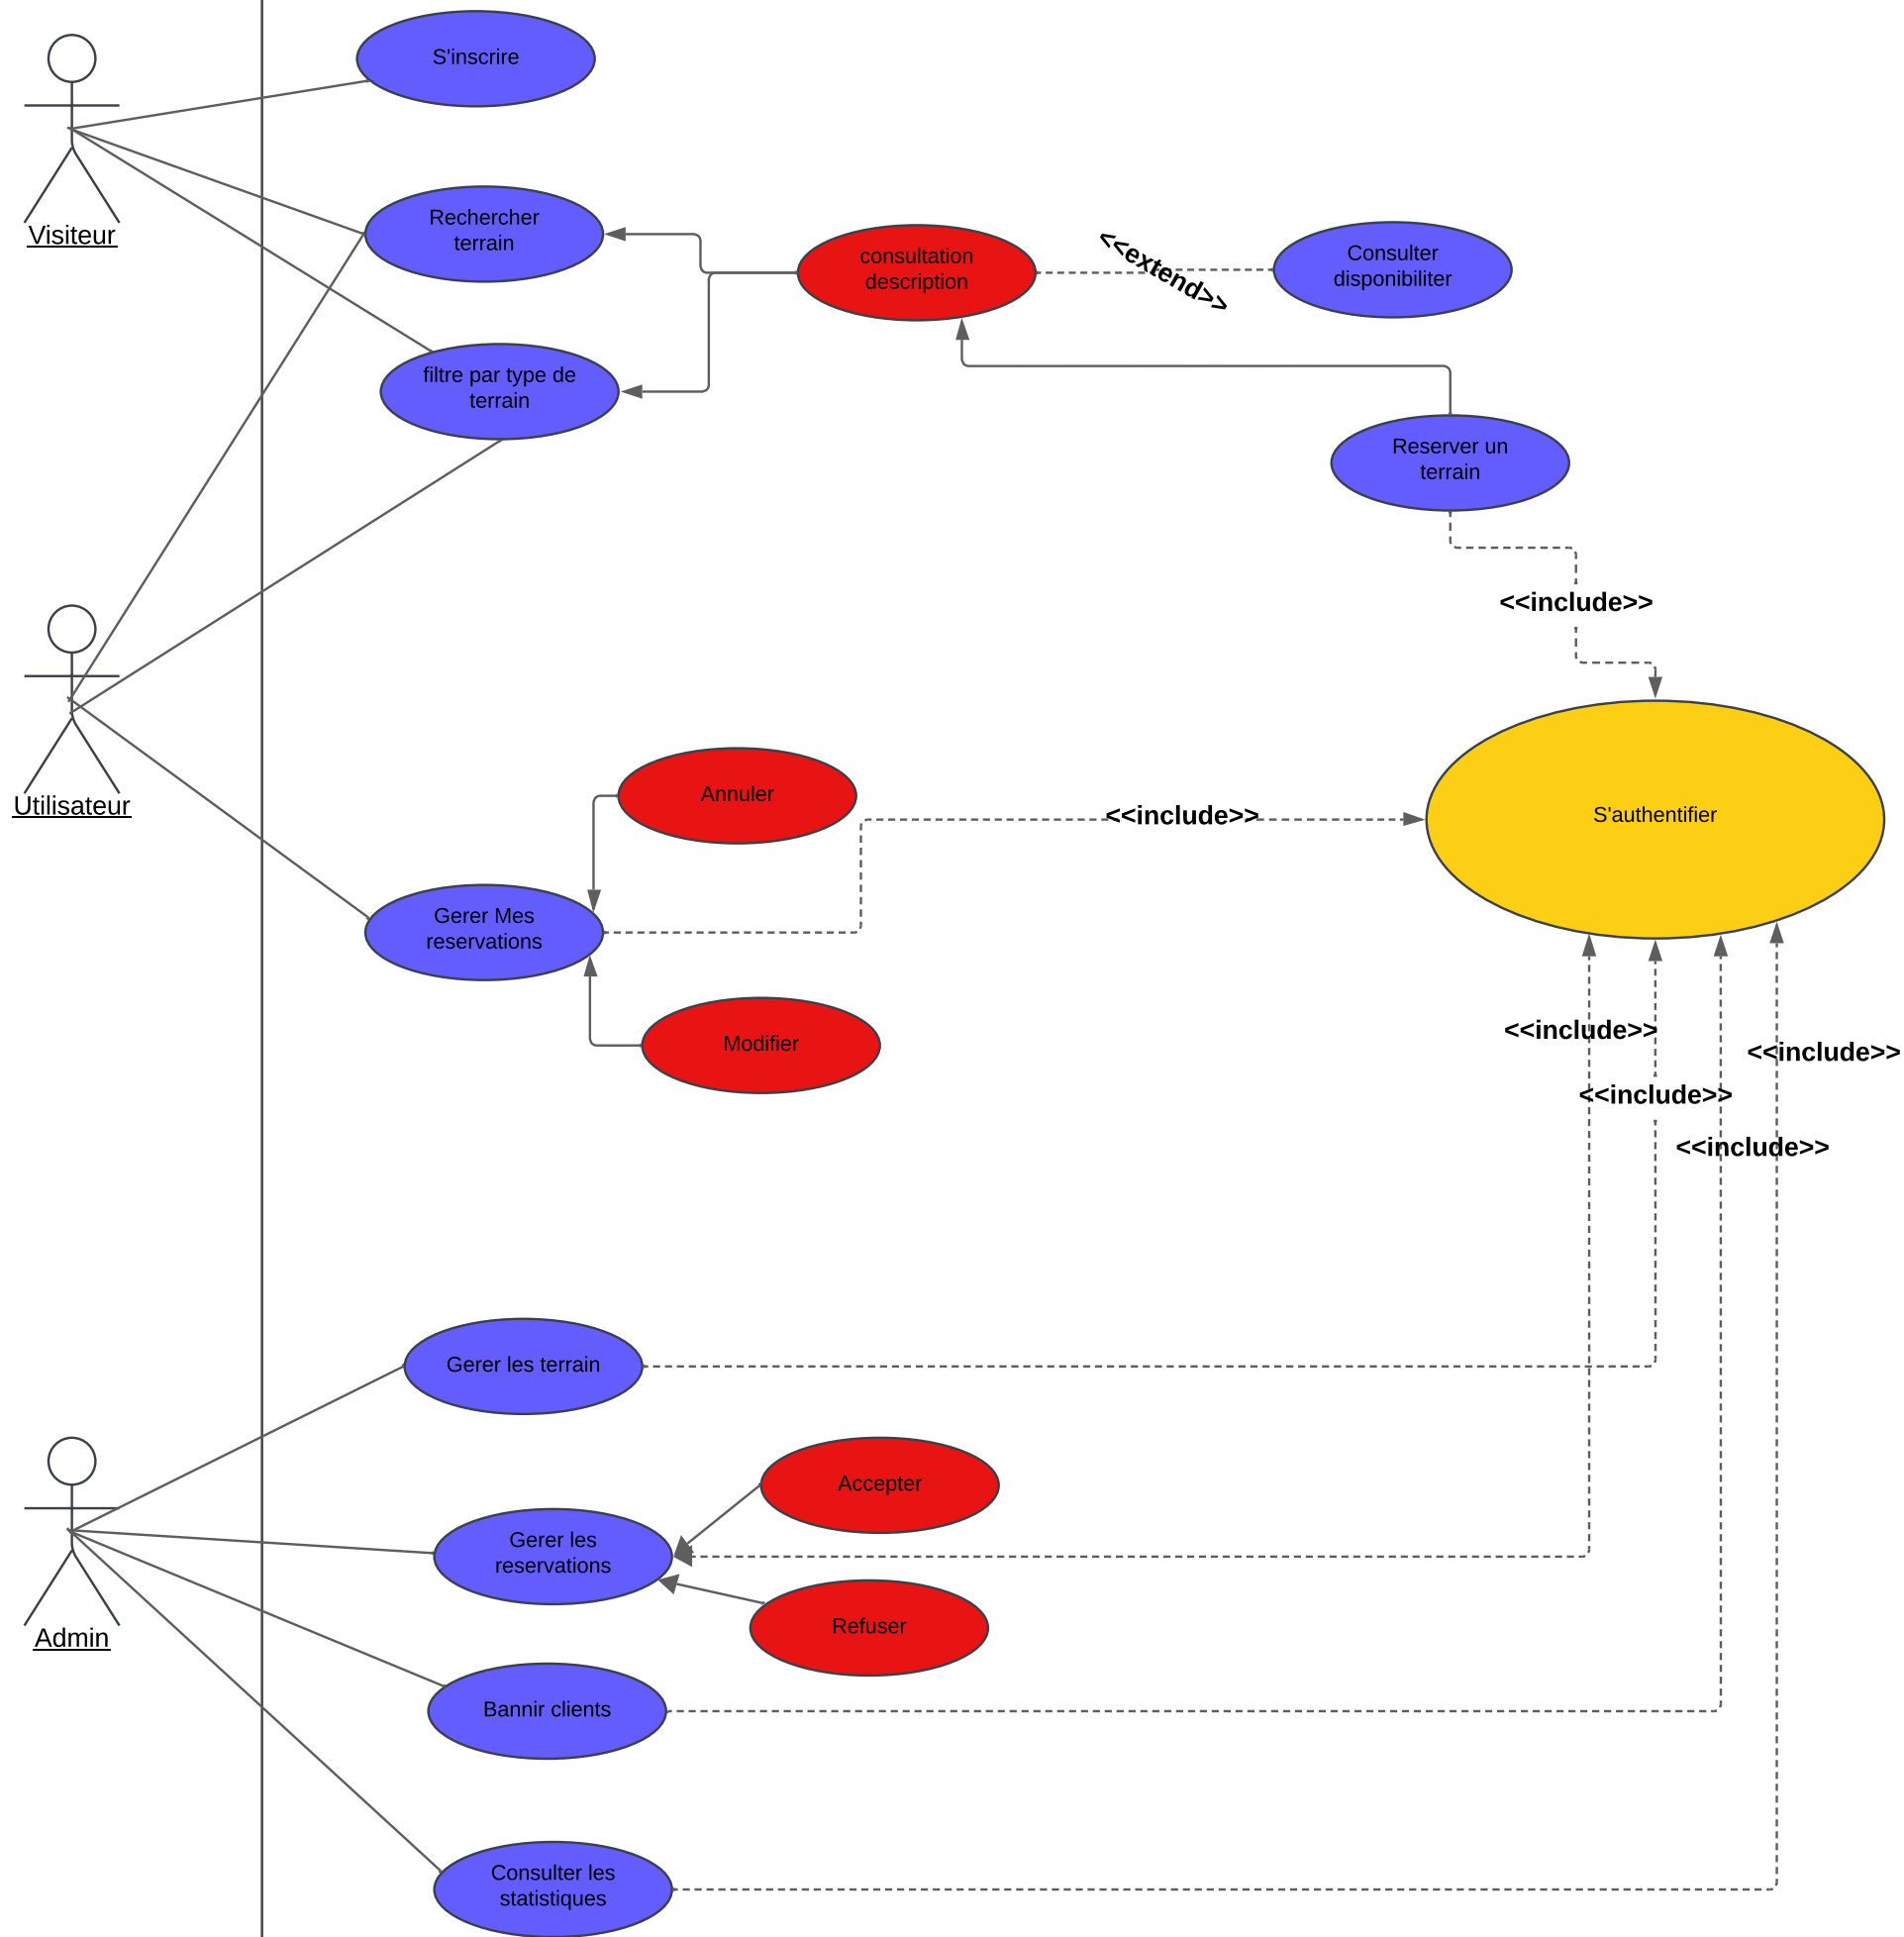 S'inscrire
Visiteur
Rechercher
terrain
consultation
description
<<extend>>
Consulter
disponibiliter
filtre par type de
terrain
Reserver un
terrain
<<include>>
Utilisateur
Annuler
<<include>>
S'authentifier
Gerer Mes
reservations
Modifier
<<include>>
<<include>>
<<include>>
<<include>>
Gerer les terrain
Accepter
Gerer les
reservations
Refuser
Admin
Bannir clients
Consulter les
statistiques